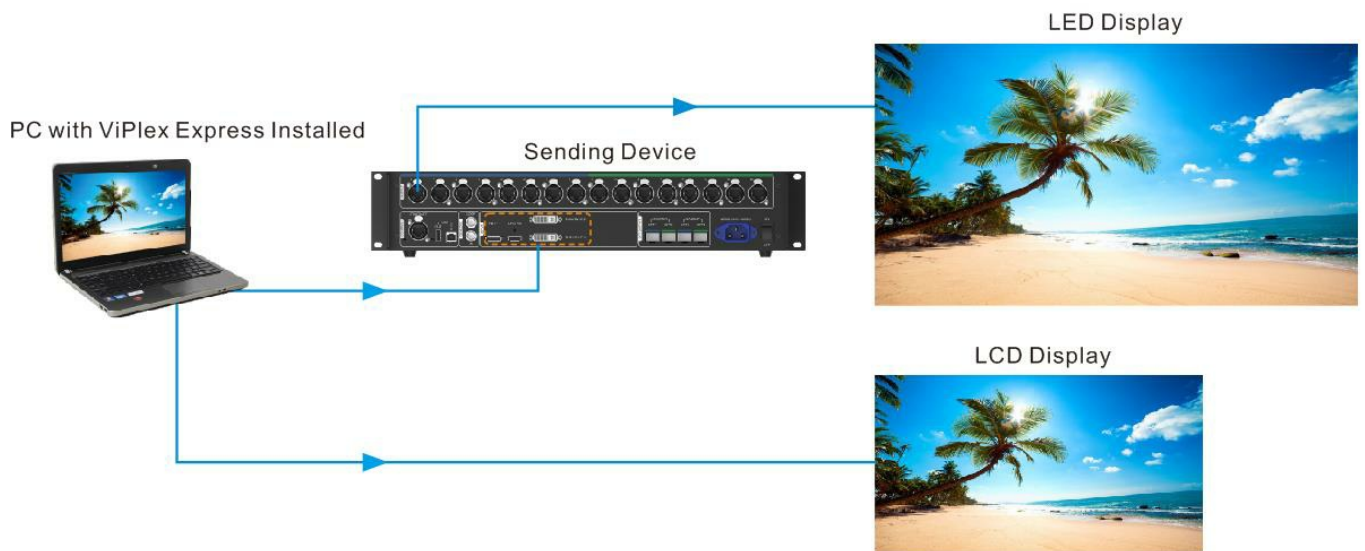 LED Display
PC with ViPlex Express Installed
Sending Device
LCD Display